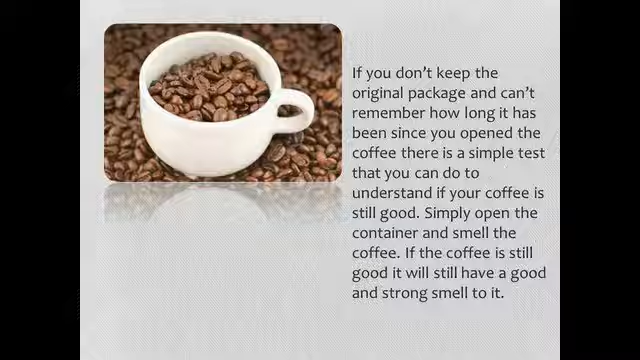 If you don’t keep the
original package and can’t
remember how long it has
been since you opened the
coffee there is a simple test
that you can do to
understand if your coffee is
still good. Simply open the
container and smell the
coffee. If the coffee is still
good it will still have a good
and strong smell to it.